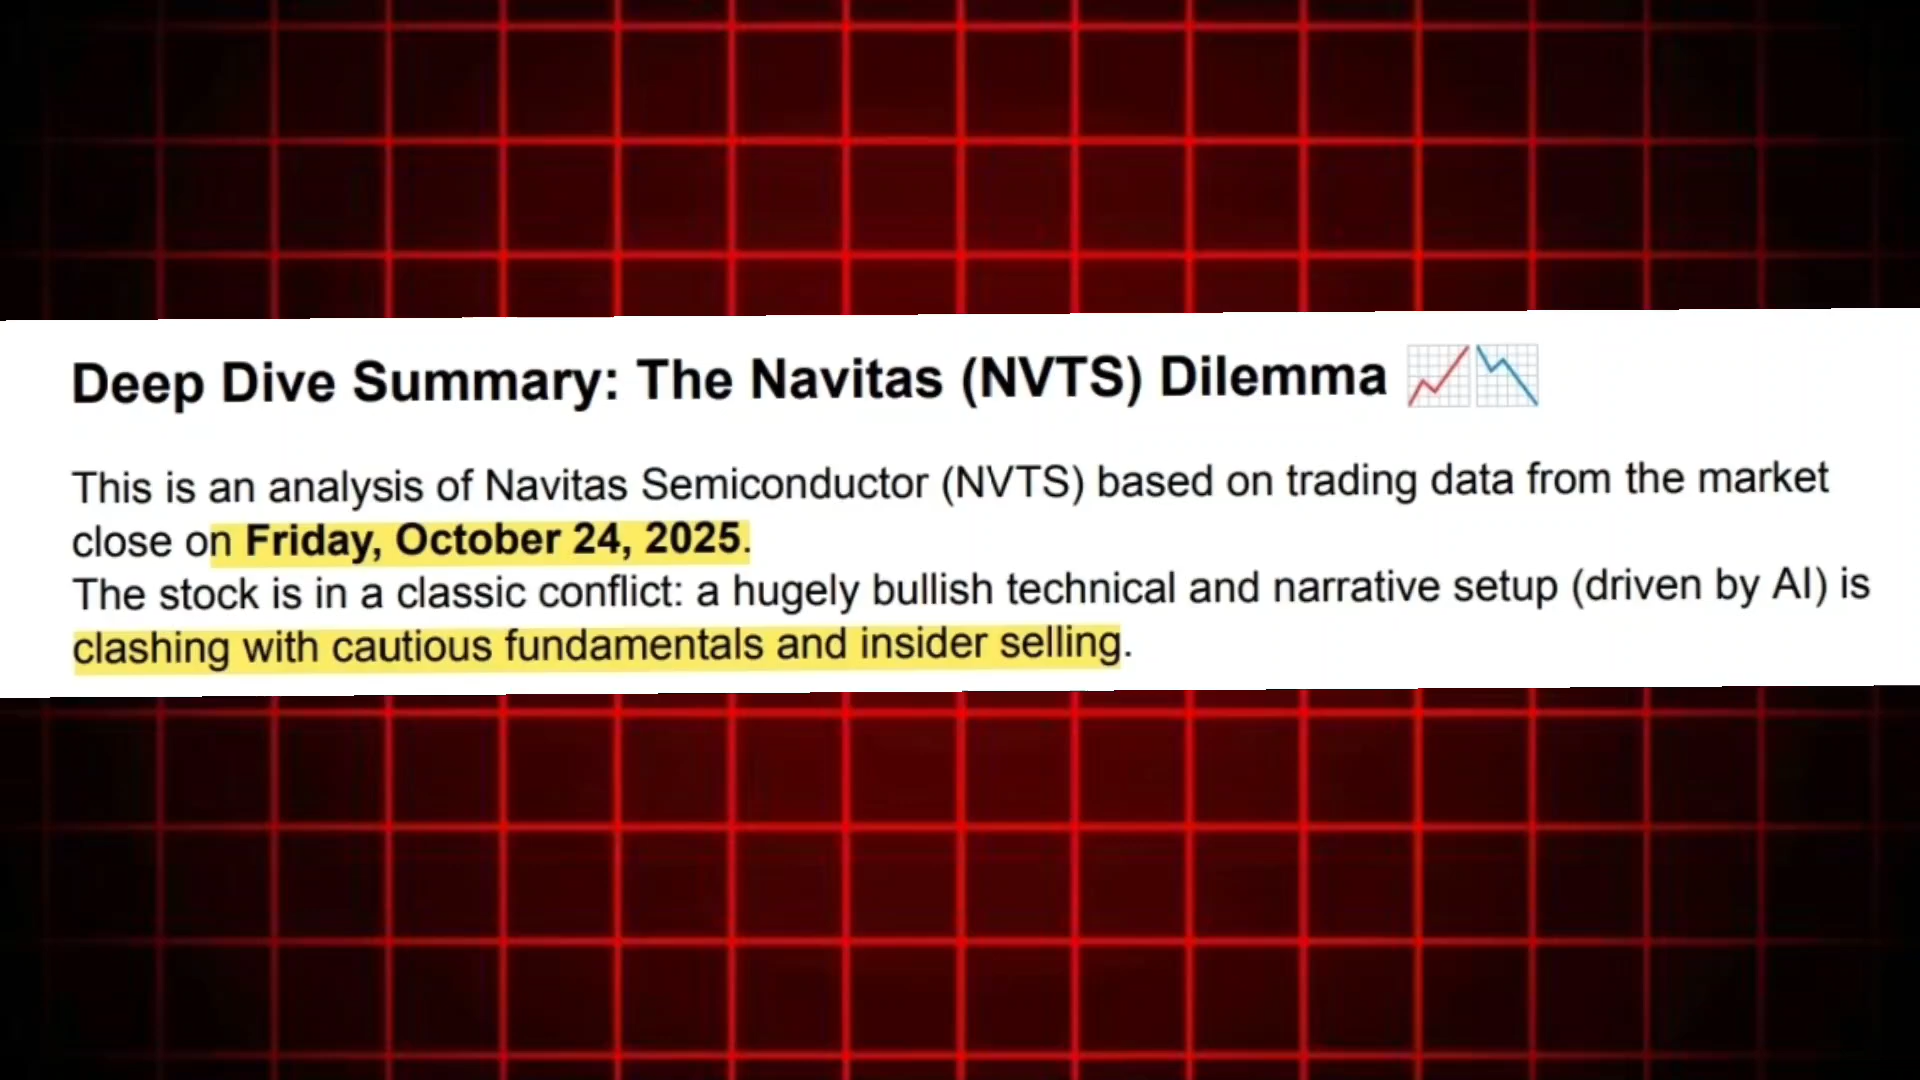 Deep Dive Summary: The Navitas (NVTS) Dilemma 📈📉
This is an analysis of Navitas Semiconductor (NVTS) based on trading data from the market
close on Friday, October 24, 2025.
The stock is in a classic conflict: a hugely bullish technical and narrative setup (driven by AI) is
clashing with cautious fundamentals and insider selling.